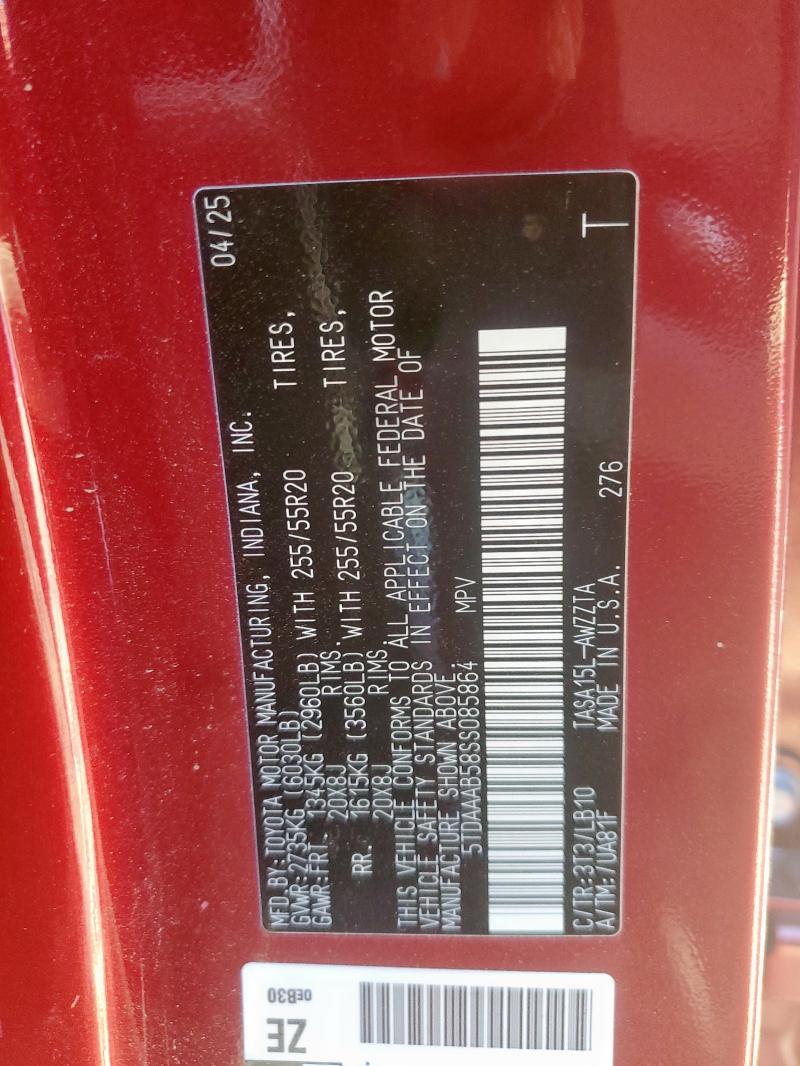 04/25
MFD.BY:TOYOTA MOTOR MANUFACTURING, INDIANA, INC.
GVWR:2735KG (6030LB)
GAWR:FRT. 1345KG (2960LB) WITH 255/55R20 TIRES,
20X8J RIMS.
RR. 1615KG (3560LB) WITH 255/55R20 TIRES,
20X8J RIMS.
THIS VEHICLE CONFORMS TO ALL APPLICABLE FEDERAL MOTOR
VEHICLE SAFETY STANDARDS IN EFFECT ON THE DATE OF
MANUFACTURE SHOWN ABOVE.
5TDAAAB58SS085864 MPV
C/TR:3T3/LB10 TASA15L-AWZZTA
A/TM:-/UA81F MADE IN U.S.A. 276
T
0EB30
ZE